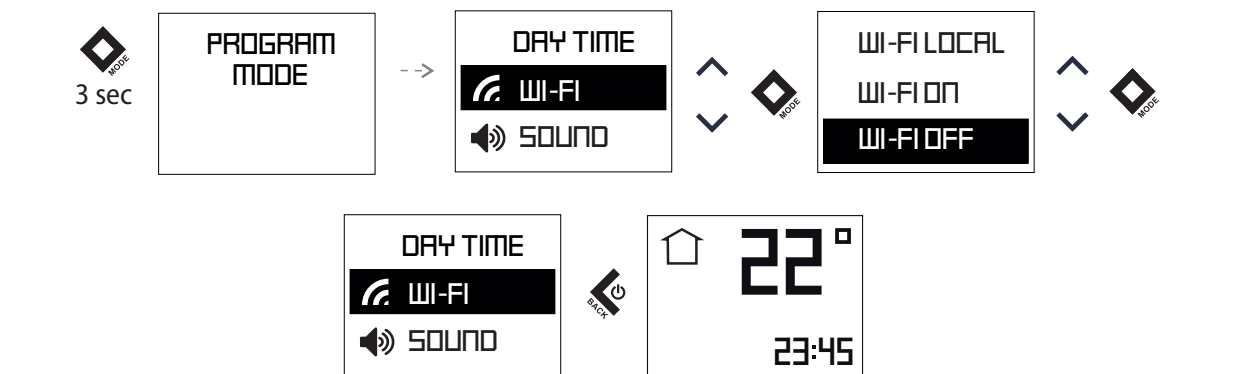 MODE
3 sec
PROGRAM
MODE
DAY TIME
WI-FI
SOUND
MODE
WI-FI LOCAL
WI-FI ON
WI-FI OFF
MODE
DAY TIME
WI-FI
SOUND
BACK
22°
23:45